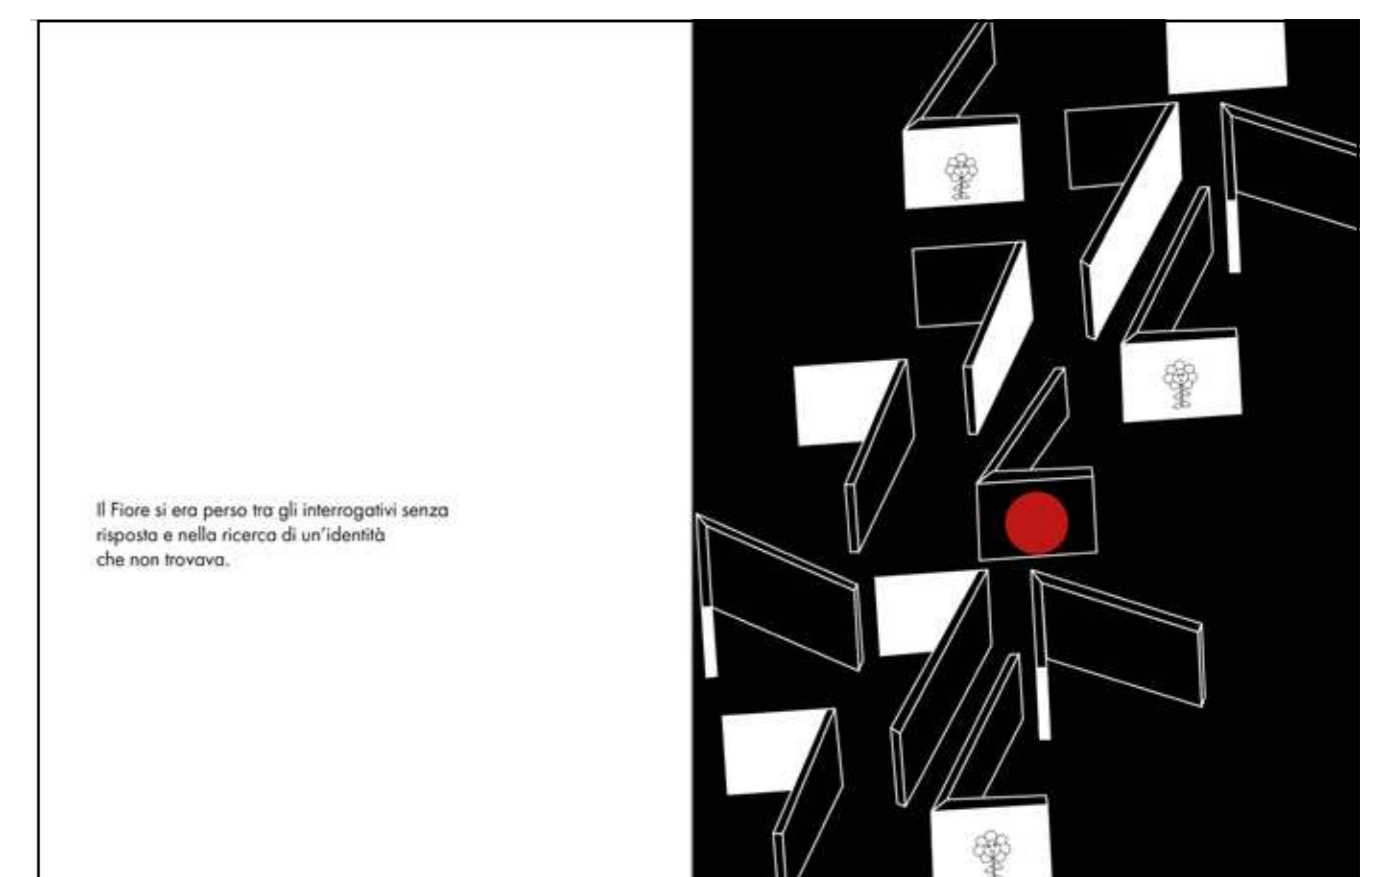 Il Fiore si era perso tra gli interrogativi senza
risposta e nella ricerca di un'identità
che non trovava.